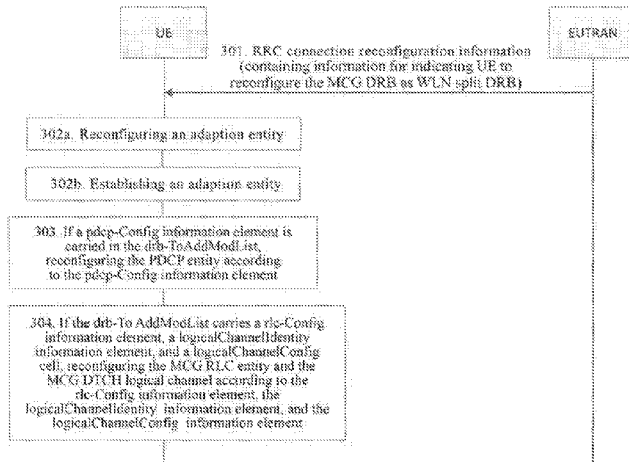 UE
EUTRAN
301. RRC connection reconfiguration information
(containing information for indicating UE to
reconfigure the MCG DRB as WLN split DRB)
302a. Reconfiguring an adaption entity
302b. Establishing an adaption entity
303. If a pdcp-Config information element is
carried in the drb-ToAddModList,
reconfiguring the PDCP entity according
to the pdcp-Config information element
304. If the drb-To AddModList carries a rlc-Config
information element, a logicalChannelIdentity
information element, and a logicalChannelConfig
cell, reconfiguring the MCG RLC entity and the
MCG DTCH logical channel according to the
rlc-Config information element, the
logicalChannelIdentity information element, and the
logicalChannelConfig information element